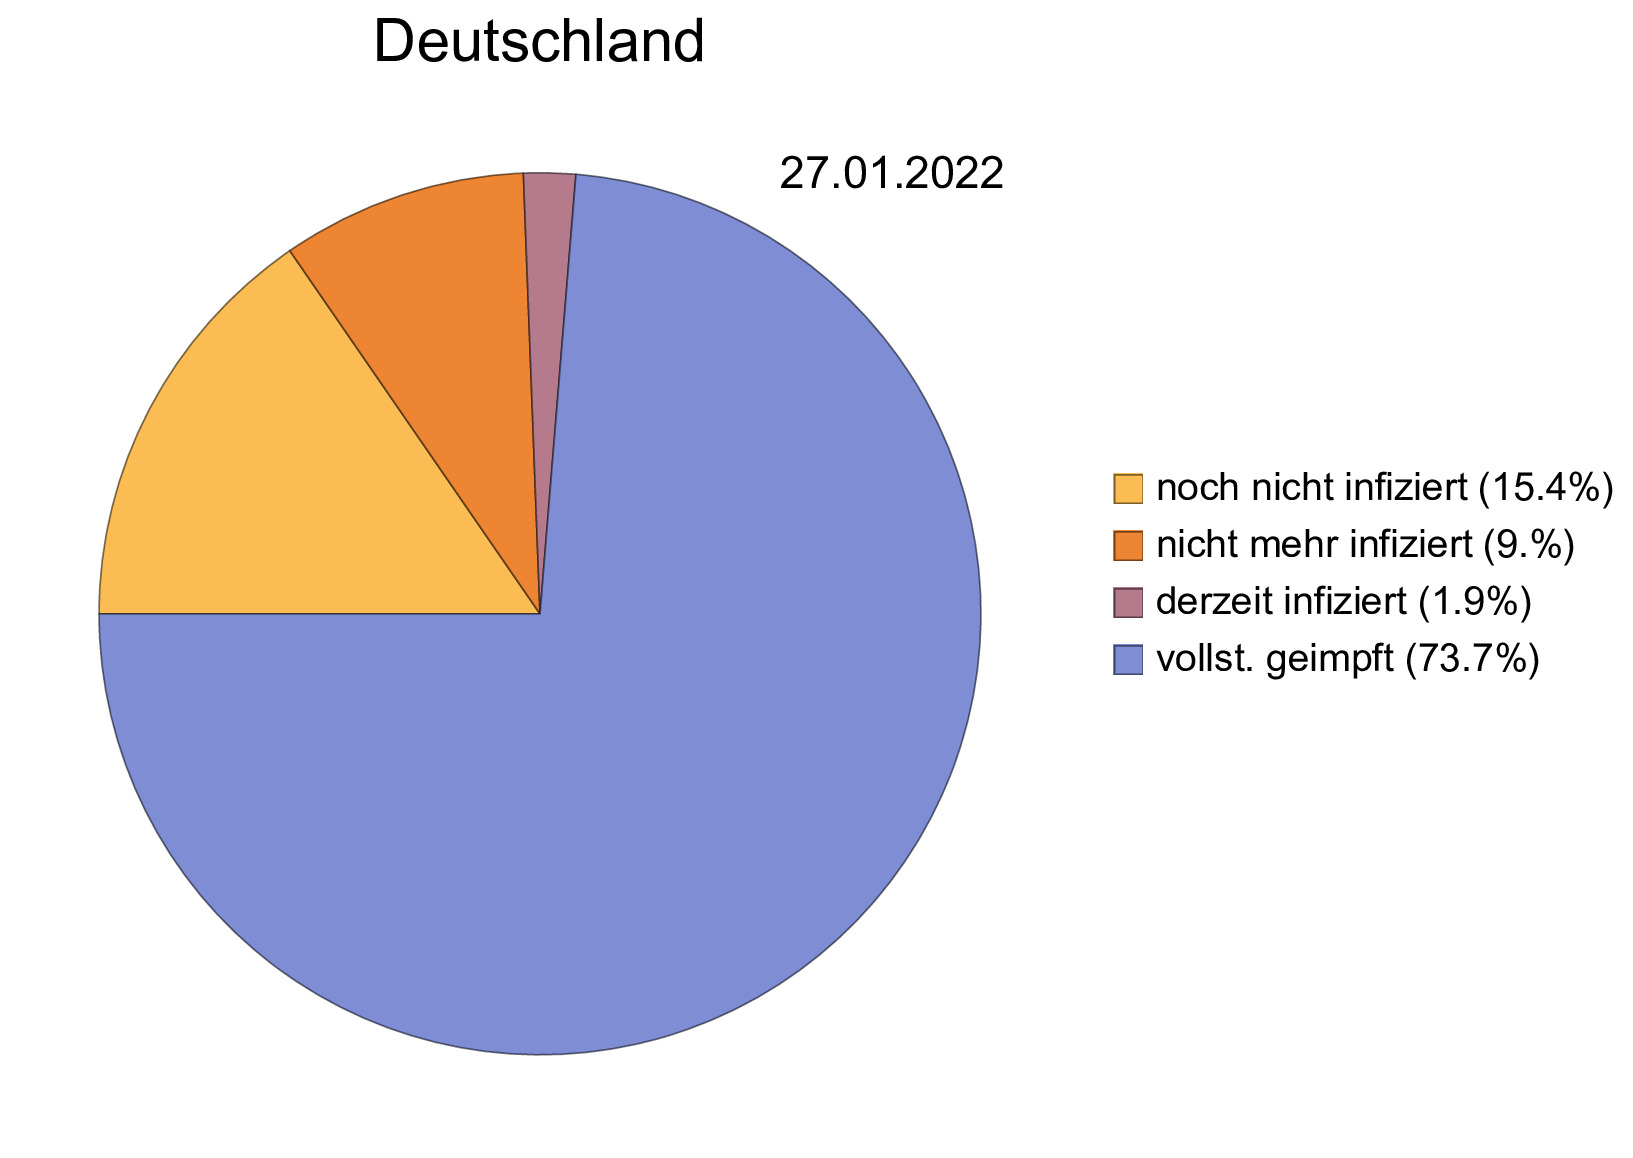 Deutschland
27.01.2022
noch nicht infiziert (15.4%)
nicht mehr infiziert (9.%)
derzeit infiziert (1.9%)
vollst. geimpft (73.7%)